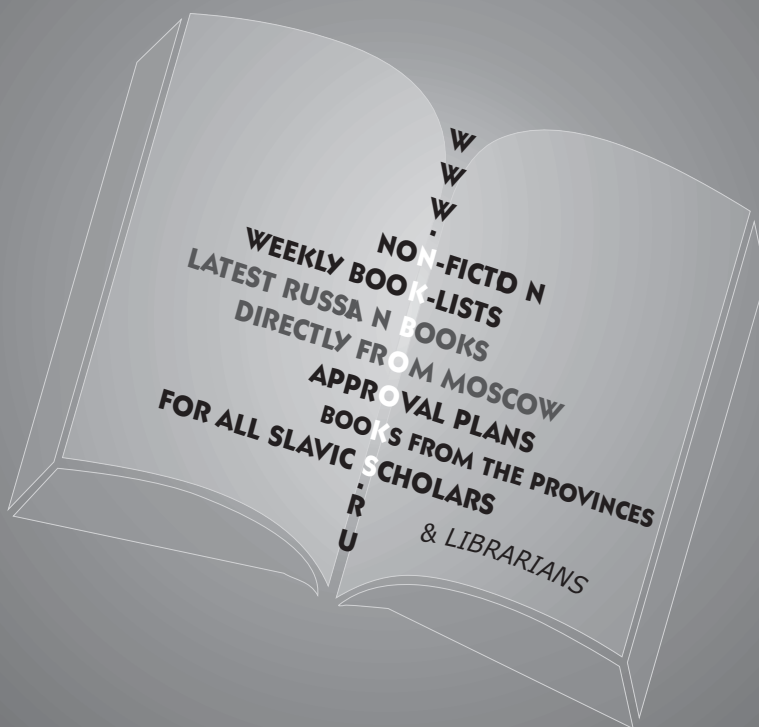 W
W
W
.
NON-FICTO N
WEEKLY BOOK-LISTS
LATEST RUSSA N BOOKS
DIRECTLY FROM MOSCOW
APPROVAL PLANS
BOOKS FROM THE PROVINCES
FOR ALL SLAVIC SCHOLARS
.
R
U
& LIBRARIANS